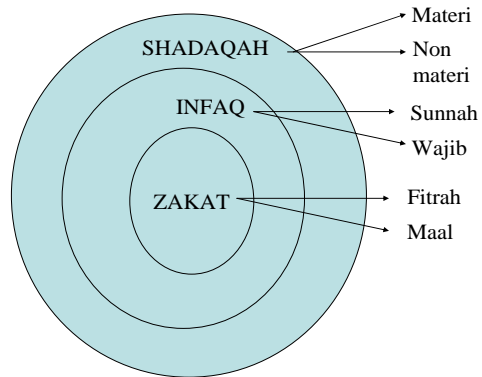 SHADAQAH
Materi
Non
materi
INFAQ
Sunnah
Wajib
ZAKAT
Fitrah
Maal